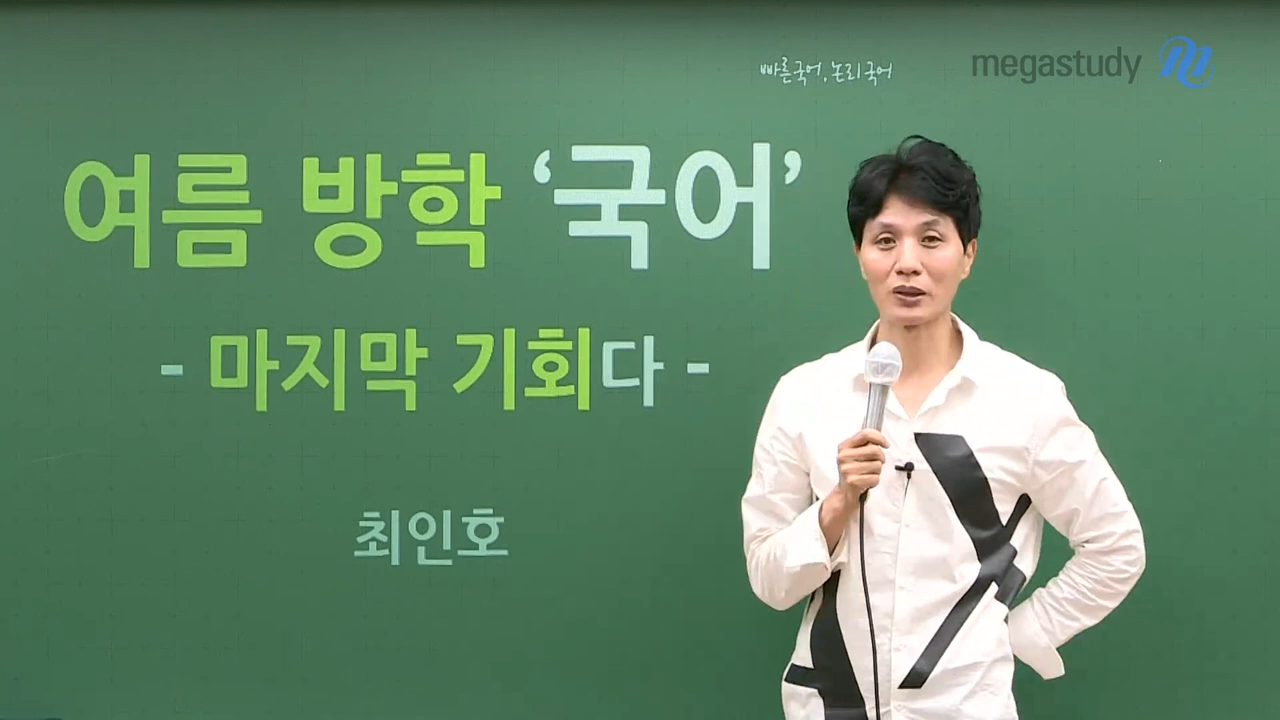 빠른국어, 논리국어
megastudy
여름 방학 ‘국어’
- 마지막 기회다 -
최인호